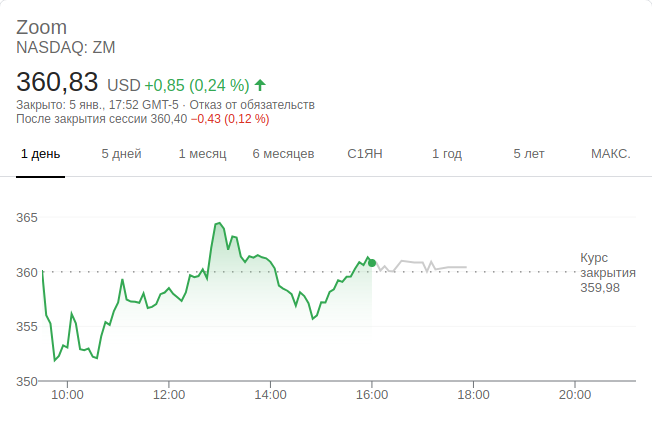 Zoom
NASDAQ: ZM
360,83 USD +0,85 (0,24 %)
Закрыто: 5 янв., 17:52 GMT-5 · Отказ от обязательств
После закрытия сессии 360,40 −0,43 (0,12 %)
1 день 5 дней 1 месяц 6 месяцев С1ЯН 1 год 5 лет МАКС.
365
360
355
350
Курс
закрытия
359,98
10:00 12:00 14:00 16:00 18:00 20:00